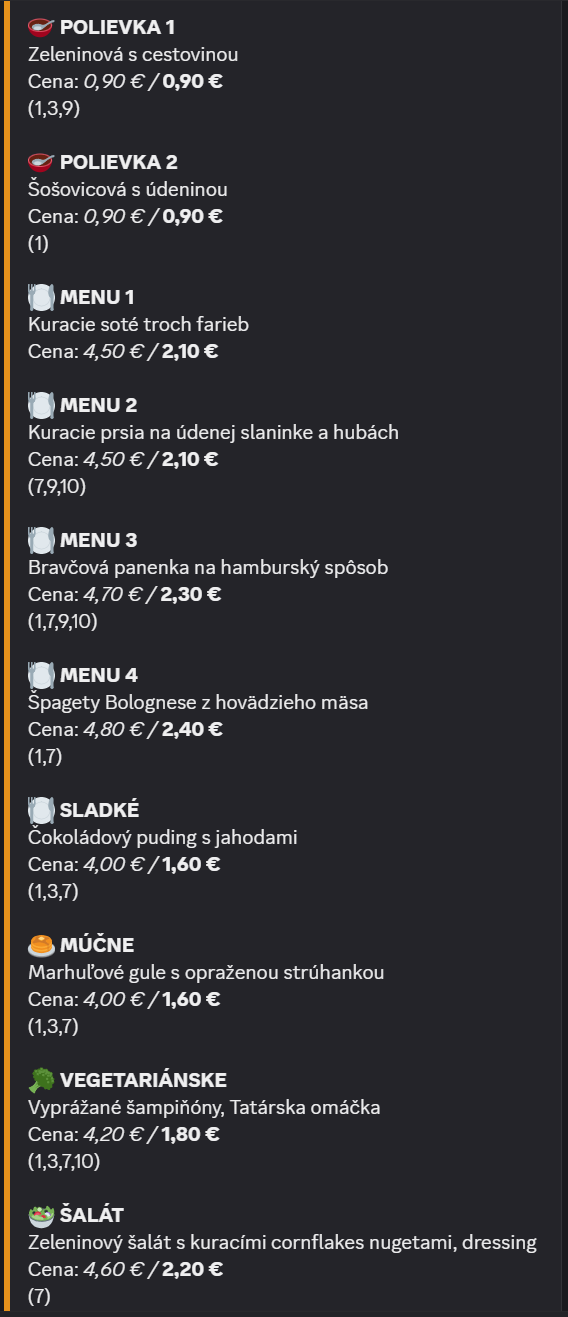 POLIEVKA 1
Zeleninová s cestovinou
Cena: 0,90 € / 0,90 €
(1,3,9)
POLIEVKA 2
Šošovicová s údeninou
Cena: 0,90 € / 0,90 €
(1)
MENU 1
Kuracie soté troch farieb
Cena: 4,50 € / 2,10 €
MENU 2
Kuracie prsia na údenej slaninke a hubách
Cena: 4,50 € / 2,10 €
(7,9,10)
MENU 3
Bravčová panenka na hamburský spôsob
Cena: 4,70 € / 2,30 €
(1,7,9,10)
MENU 4
Špagety Bolognese z hovädzieho mäsa
Cena: 4,80 € / 2,40 €
(1,7)
SLADKÉ
Čokoládový puding s jahodami
Cena: 4,00 € / 1,60 €
(1,3,7)
MÚČNE
Marhuľové gule s opraženou strúhankou
Cena: 4,00 € / 1,60 €
(1,3,7)
VEGETARIÁNSKE
Vyprážané šampiňóny, Tatárska omáčka
Cena: 4,20 € / 1,80 €
(1,3,7,10)
ŠALÁT
Zeleninový šalát s kuracími cornflakes nugetami, dressing
Cena: 4,60 € / 2,20 €
(7)